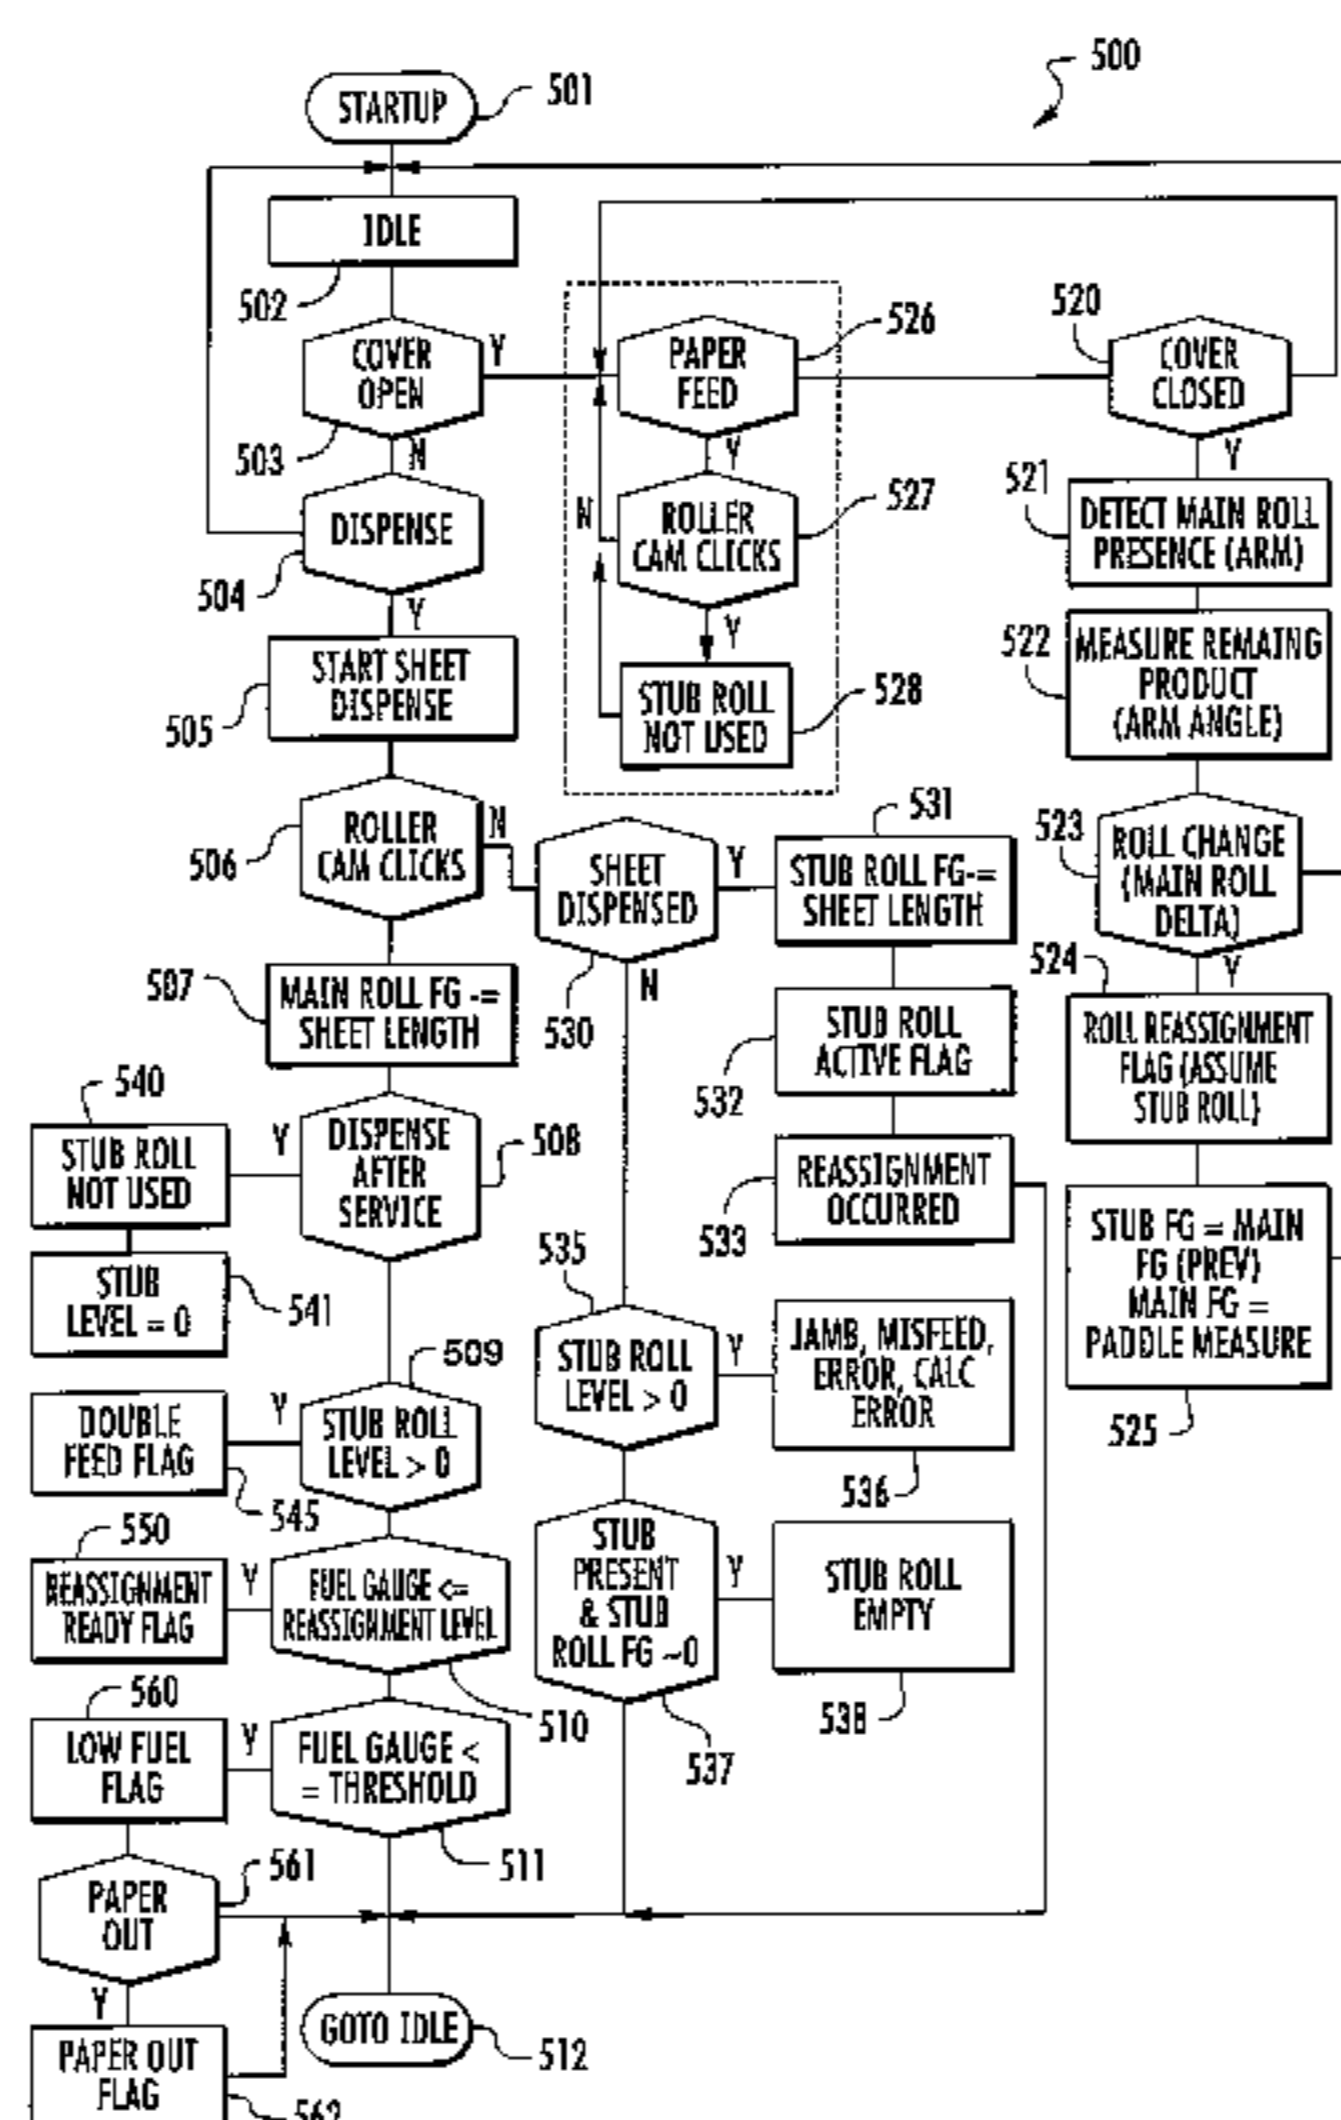 500
STARTUP
501
IDLE
502
COVER
OPEN
Y
503
N
PAPER
FEED
526
Y
520
COVER
CLOSED
Y
DISPENSE
504
Y
N
ROLLER
CAM CLICKS
527
Y
521
DETECT MAIN ROLL
PRESENCE (ARM)
START SHEET
DISPENSE
505
STUB ROLL
NOT USED
528
522
MEASURE REMAING
PRODUCT
(ARM ANGLE)
506
ROLLER
CAM CLICKS
N
SHEET
DISPENSED
Y
530
N
531
STUB ROLL FG-=
SHEET LENGTH
523
ROLL CHANGE
(MAIN ROLL
DELTA)
Y
507
MAIN ROLL FG -=
SHEET LENGTH
STUB ROLL
ACTIVE FLAG
532
524
ROLL REASSIGNMENT
FLAG (ASSUME
STUB ROLL)
540
STUB ROLL
NOT USED
Y
DISPENSE
AFTER
SERVICE
508
REASSIGNMENT
OCCURRED
533
STUB FG = MAIN
FG (PREV)
MAIN FG =
PADDLE MEASURE
525
STUB
LEVEL = 0
541
535
STUB ROLL
LEVEL > 0
Y
JAMB, MISFEED,
ERROR, CALC
ERROR
536
509
DOUBLE
FEED FLAG
545
Y
STUB ROLL
LEVEL > 0
550
REASSIGNMENT
READY FLAG
Y
FUEL GAUGE <=
REASSIGNMENT LEVEL
510
STUB
PRESENT
& STUB
ROLL FG ~0
Y
537
STUB ROLL
EMPTY
538
560
LOW FUEL
FLAG
Y
FUEL GAUGE <
= THRESHOLD
511
PAPER
OUT
561
Y
GOTO IDLE
512
PAPER OUT
FLAG
562